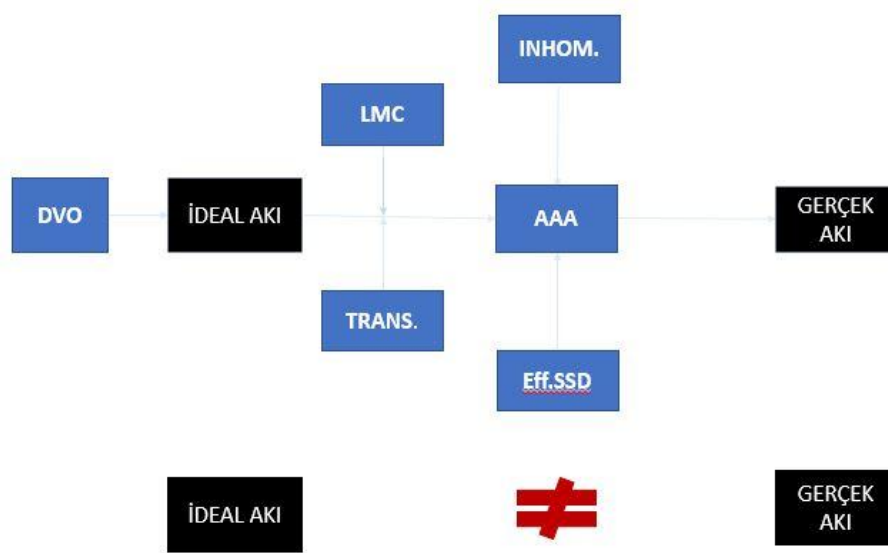 INHOM.
LMC
DVO
İDEAL AKI
AAA
GERÇEK
AKI
TRANS.
Eff.SSD
İDEAL AKI
GERÇEK
AKI